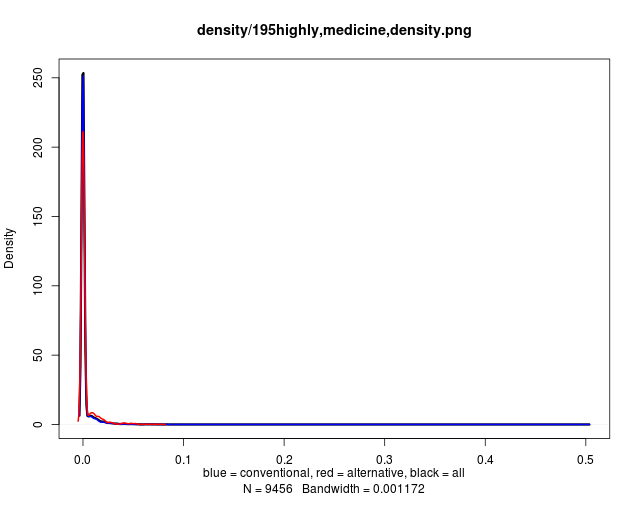 density/195highly,medicine,density.png
Density
250
200
150
100
50
0
0.0 0.1 0.2 0.3 0.4 0.5
blue = conventional, red = alternative, black = all
N = 9456 Bandwidth = 0.001172